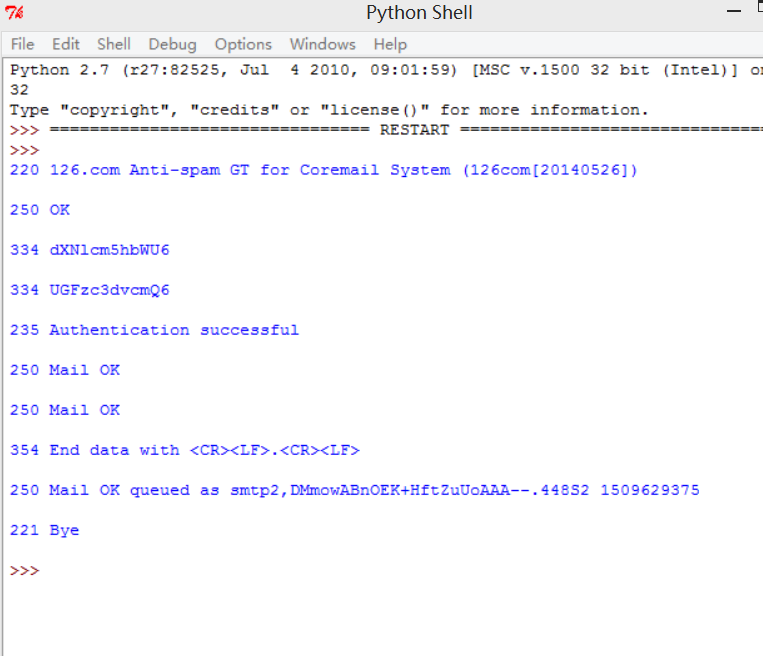 Python Shell
File Edit Shell Debug Options Windows Help
Python 2.7 (r27:82525, Jul  4 2010, 09:01:59) [MSC v.1500 32 bit (Intel)]
32
Type "copyright", "credits" or "license()" for more information.
>>> ================================ RESTART ===============================
>>>
220 126.com Anti-spam GT for Coremail System (126com[20140526])
250 OK
334 dXNlcm5hbWU6
334 UGFzc3dvcmQ6
235 Authentication successful
250 Mail OK
250 Mail OK
354 End data with <CR><LF>.<CR><LF>
250 Mail OK queued as smtp2,DMmowABnOEK+HftZuUoAAA--.448S2 1509629375
221 Bye
>>>